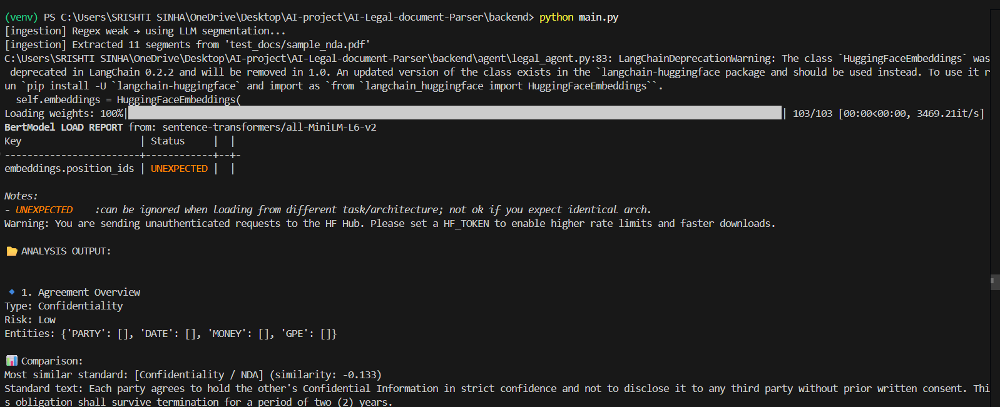 (venv) PS C:\Users\SRISHTI SINHA\OneDrive\Desktop\AI-project\AI-Legal-document-Parser\backend> python main.py
[ingestion] Regex weak → using LLM segmentation...
[ingestion] Extracted 11 segments from 'test_docs/sample_nda.pdf'
C:\Users\SRISHTI SINHA\OneDrive\Desktop\AI-project\AI-Legal-document-Parser\backend\agent\legal_agent.py:83: LangChainDeprecationWarning: The class `HuggingFaceEmbeddings` was
deprecated in LangChain 0.2.2 and will be removed in 1.0. An updated version of the class exists in the `langchain-huggingface package and should be used instead. To use it r
un `pip install -U `langchain-huggingface` and import as `from `langchain_huggingface import HuggingFaceEmbeddings``.
self.embeddings = HuggingFaceEmbeddings(
Loading weights: 100%| | 103/103 [00:00<00:00, 3469.21it/s]
BertModel LOAD REPORT from: sentence-transformers/all-MiniLM-L6-v2
Key | Status | |
------------------------+------------+--+-
embeddings.position_ids | UNEXPECTED | |
Notes:
- UNEXPECTED :can be ignored when loading from different task/architecture; not ok if you expect identical arch.
Warning: You are sending unauthenticated requests to the HF Hub. Please set a HF_TOKEN to enable higher rate limits and faster downloads.
📂 ANALYSIS OUTPUT:
🔹 1. Agreement Overview
Type: Confidentiality
Risk: Low
Entities: {'PARTY': [], 'DATE': [], 'MONEY': [], 'GPE': []}
📊 Comparison:
Most similar standard: [Confidentiality / NDA] (similarity: -0.133)
Standard text: Each party agrees to hold the other's Confidential Information in strict confidence and not to disclose it to any third party without prior written consent. Thi
s obligation shall survive termination for a period of two (2) years.